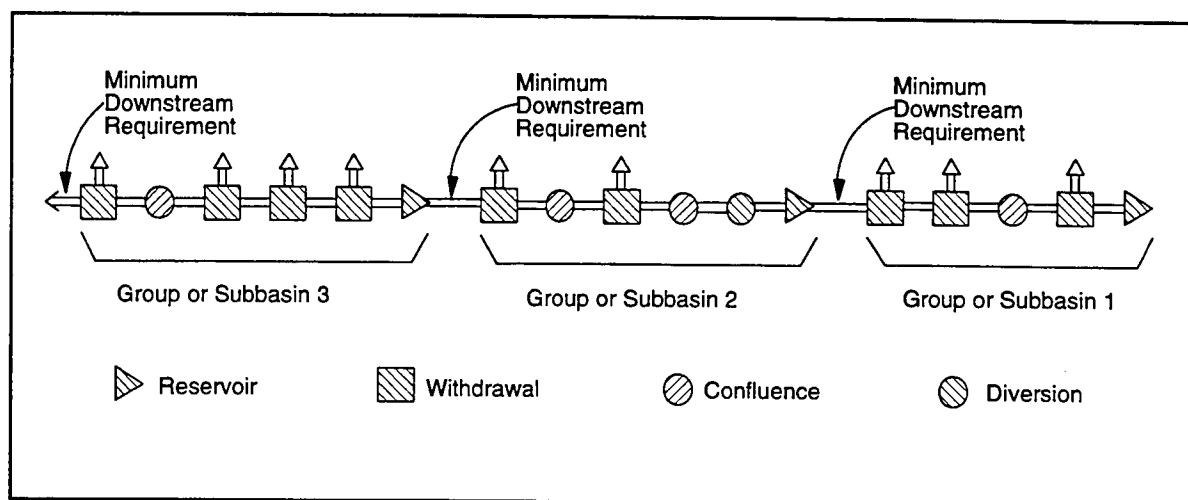 Minimum
Downstream
Requirement
Minimum
Downstream
Requirement
Minimum
Downstream
Requirement
Group or Subbasin 3
Group or Subbasin 2
Group or Subbasin 1
Reservoir
Withdrawal
Confluence
Diversion